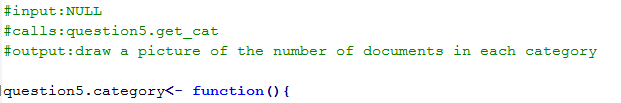 #input:NULL
#calls:question5.get_cat
#output:draw a picture of the number of documents in each category
question5.category<- function(){